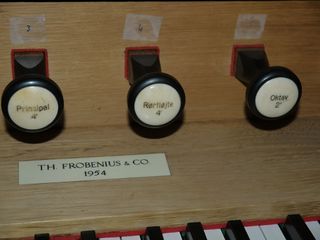 3
4
Principal
4'
Rørfløjte
4'
Oktav
2'
TH. FROBENIUS & CO.
1954